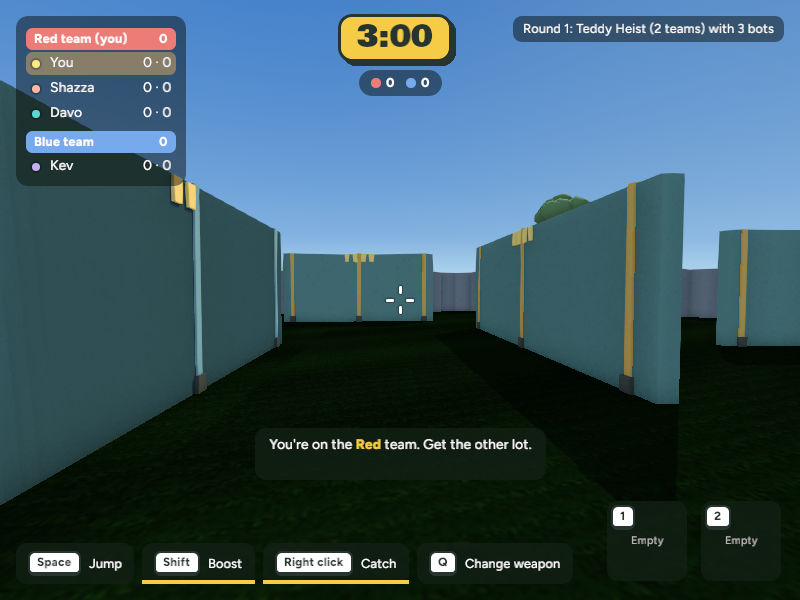 Red team (you) 0
You 0 · 0
Shazza 0 · 0
Davo 0 · 0
Blue team 0
Kev 0 · 0
3:00
0 0
Round 1: Teddy Heist (2 teams) with 3 bots
You're on the Red team. Get the other lot.
Space Jump
Shift Boost
Right click Catch
Q Change weapon
1 Empty
2 Empty